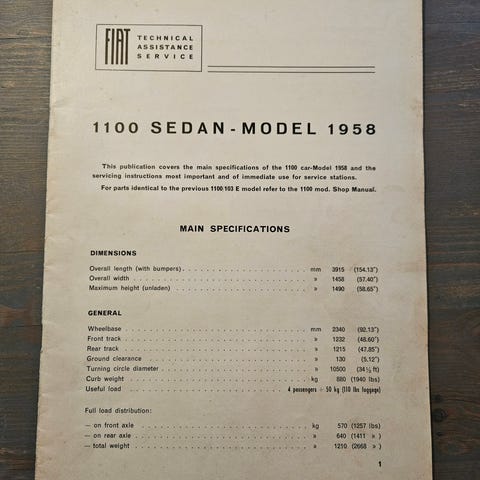 FIAT TECHNICAL
ASSISTANCE
SERVICE
1100 SEDAN - MODEL 1958
This publication covers the main specifications of the 1100 car-Model 1958 and the
servicing instructions most important and of immediate use for service stations.
For parts identical to the previous 1100/103 E model refer to the 1100 mod. Shop Manual.
MAIN SPECIFICATIONS
DIMENSIONS
Overall length (with bumpers) . . . mm 3915 (154.13")
Overall width . . . » 1458 (57.40")
Maximum height (unladen) . . . » 1490 (58.65")
GENERAL
Wheelbase . . . mm 2340 (92.13")
Front track . . . » 1232 (48.60")
Rear track . . . » 1215 (47.85")
Ground clearance . . . » 130 (5.12")
Turning circle diameter . . . » 10500 (34 ½ ft)
Curb weight . . . kg 880 (1940 lbs)
Useful load . . . 4 passengers + 50 kg (110 lbs luggage)
Full load distribution:
— on front axle . . . kg 570 (1257 lbs)
— on rear axle . . . » 640 (1411 » )
— total weight . . . » 1210 (2668 » )
1